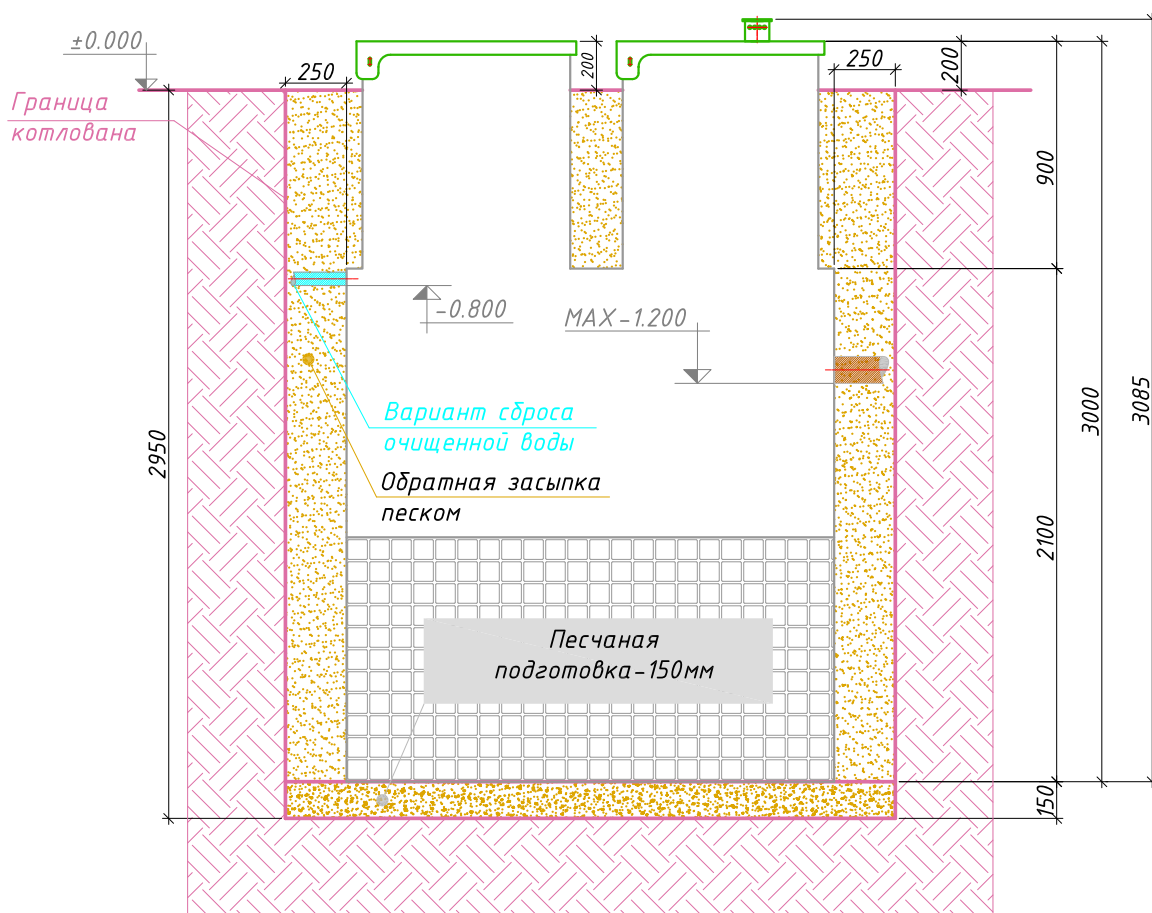 ±0.000
250
200
250
200
Граница
котлована
900
-0.800
МАХ-1.200
3000
3085
2950
Вариант сброса
очищенной воды
Обратная засыпка
песком
2100
Песчаная
подготовка-150мм
150